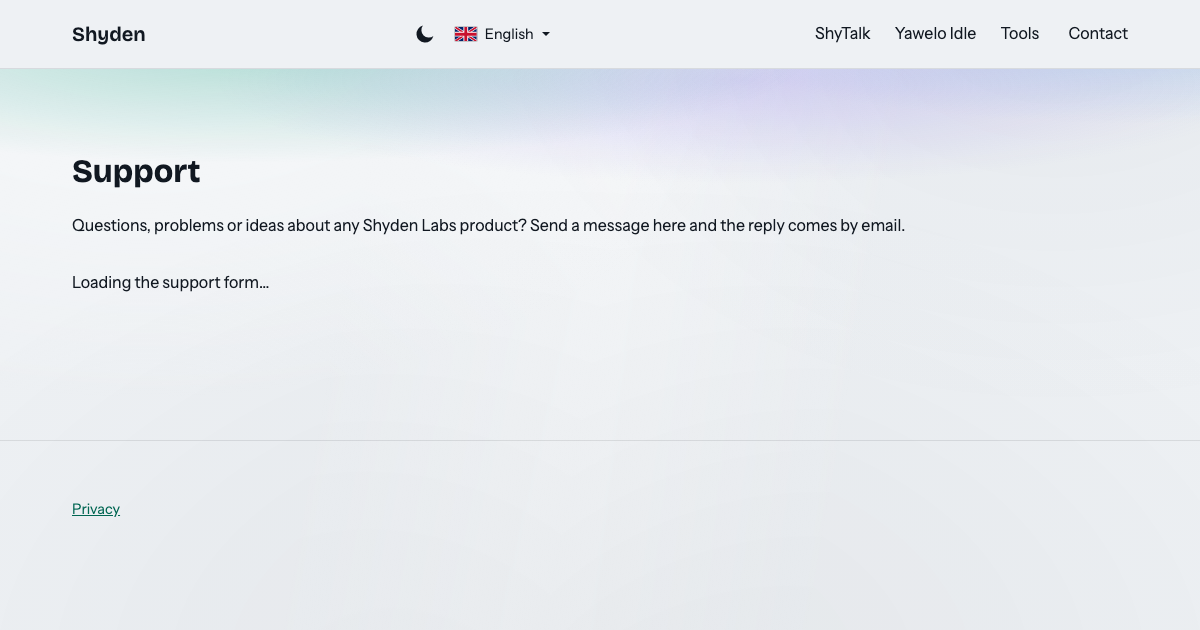 Shyden
English
ShyTalk
Yawelo Idle
Tools
Contact
Support
Questions, problems or ideas about any Shyden Labs product? Send a message here and the reply comes by email.
Loading the support form...
Privacy